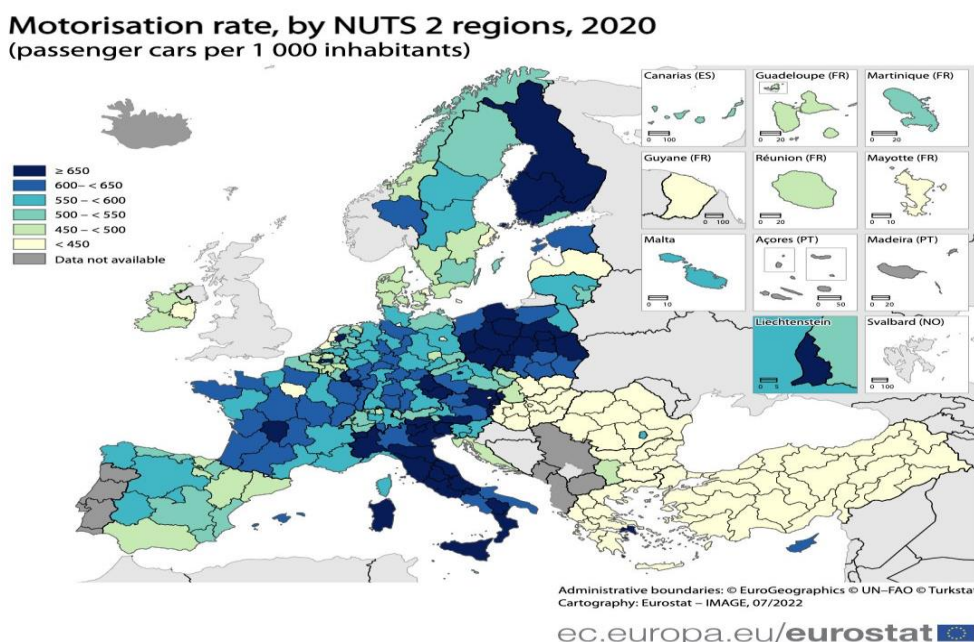 Motorisation rate, by NUTS 2 regions, 2020
(passenger cars per 1 000 inhabitants)
Canarias (ES)
Guadeloupe (FR)
Martinique (FR)
0 100
0 20
0 20
≥ 650
600– < 650
550 – < 600
500 – < 550
450 – < 500
< 450
Data not available
Guyane (FR)
Réunion (FR)
Mayotte (FR)
0 100
0 20
0 10
Malta
Açores (PT)
Madeira (PT)
0 10
0 50
0 20
Liechtenstein
Svalbard (NO)
0 5
0 100
Administrative boundaries: © EuroGeographics © UN–FAO © Turkstat
Cartography: Eurostat – IMAGE, 07/2022
ec.europa.eu/eurostat